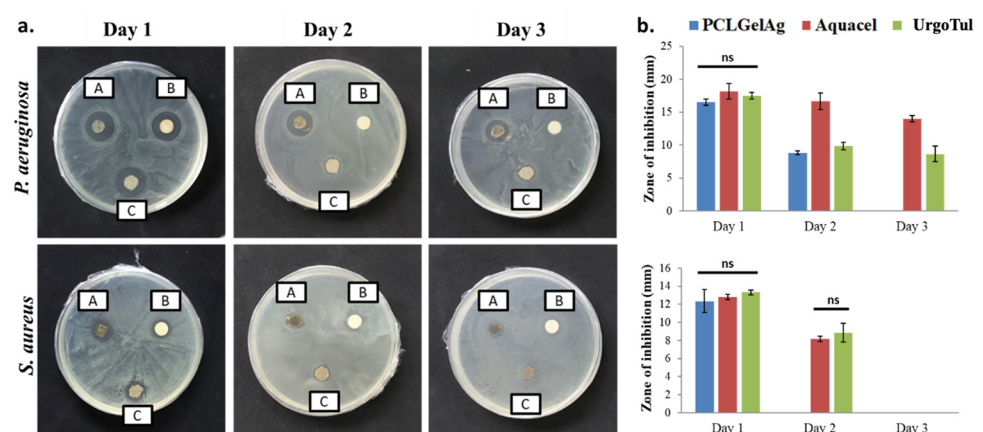 a.
Day 1
Day 2
Day 3
P. aeruginosa
A
B
C
A
B
C
A
B
C
S. aureus
A
B
C
A
B
C
A
B
C
b.
PCLGelAg
Aquacel
UrgoTul
Zone of inhibition (mm)
25
20
15
10
5
0
ns
Day 1
Day 2
Day 3
Zone of inhibition (mm)
16
14
12
10
8
6
4
2
0
ns
ns
Day 1
Day 2
Day 3